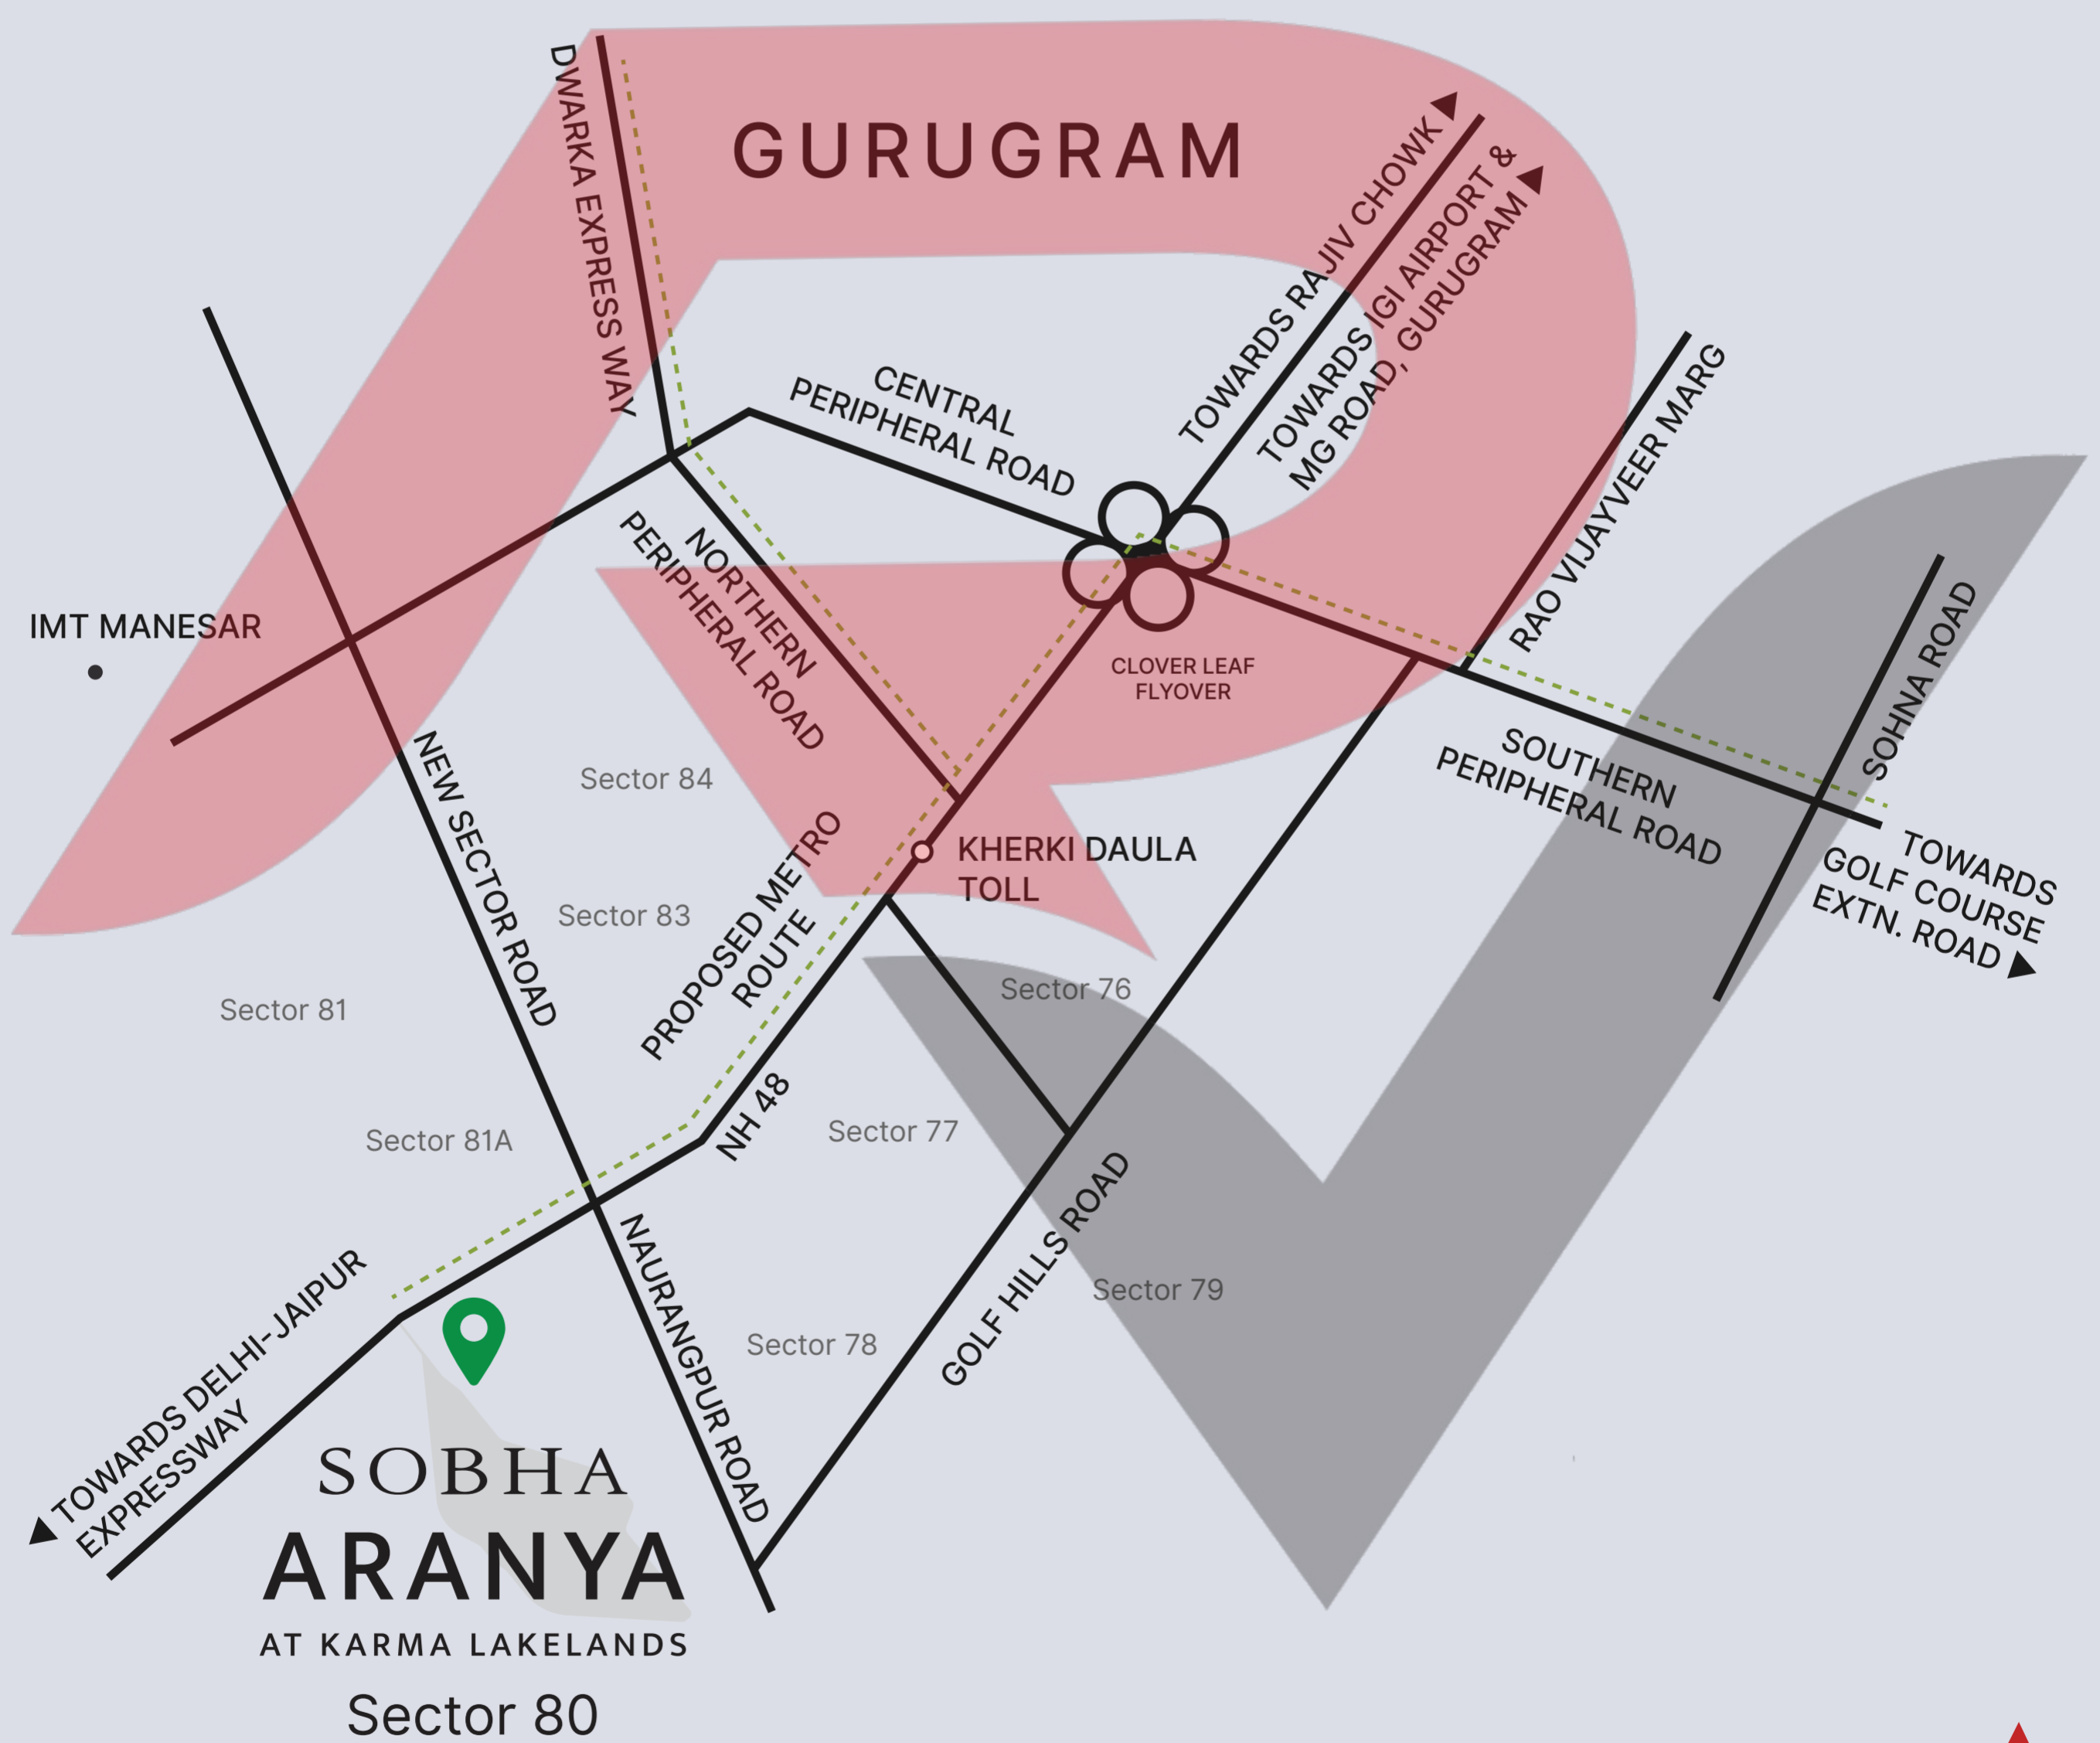 DWARKA EXPRESS WAY
GURUGRAM
TOWARDS RAJIV CHOWK
TOWARDS IGI AIRPORT &
MG ROAD, GURUGRAM
CENTRAL
PERIPHERAL ROAD
RAO VIJAYVEER MARG
NORTHERN
PERIPHERAL ROAD
IMT MANESAR
CLOVER LEAF
FLYOVER
SOHNA ROAD
SOUTHERN
PERIPHERAL ROAD
TOWARDS
GOLF COURSE
EXTN. ROAD
NEW SECTOR ROAD
Sector 84
KHERKI DAULA
TOLL
Sector 83
PROPOSED METRO
ROUTE
Sector 76
Sector 81
Sector 81A
NH 48
Sector 77
GOLF HILLS ROAD
Sector 79
Sector 78
NAURANGPUR ROAD
TOWARDS DELHI-JAIPUR
EXPRESSWAY
SOBHA
ARANYA
AT KARMA LAKELANDS
Sector 80